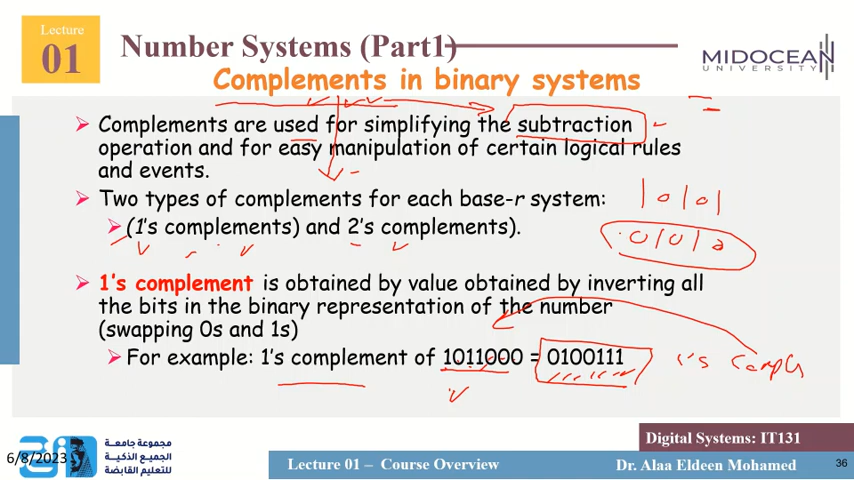 Lecture
01
Number Systems (Part1)
MIDOCEAN
UNIVERSITY
Complements in binary systems
Complements are used for simplifying the subtraction
operation and for easy manipulation of certain logical rules
and events.
Two types of complements for each base-r system:
(1's complements) and 2's complements).
10101
01010
1's complement is obtained by value obtained by inverting all
the bits in the binary representation of the number
(swapping 0s and 1s)
For example: 1's complement of 1011000 = 0100111
1's
مجموعة جامعة
الجميع الذكية
للتعليم القابضة
6/8/2023
Digital Systems: IT131
Lecture 01 – Course Overview
Dr. Alaa Eldeen Mohamed
36